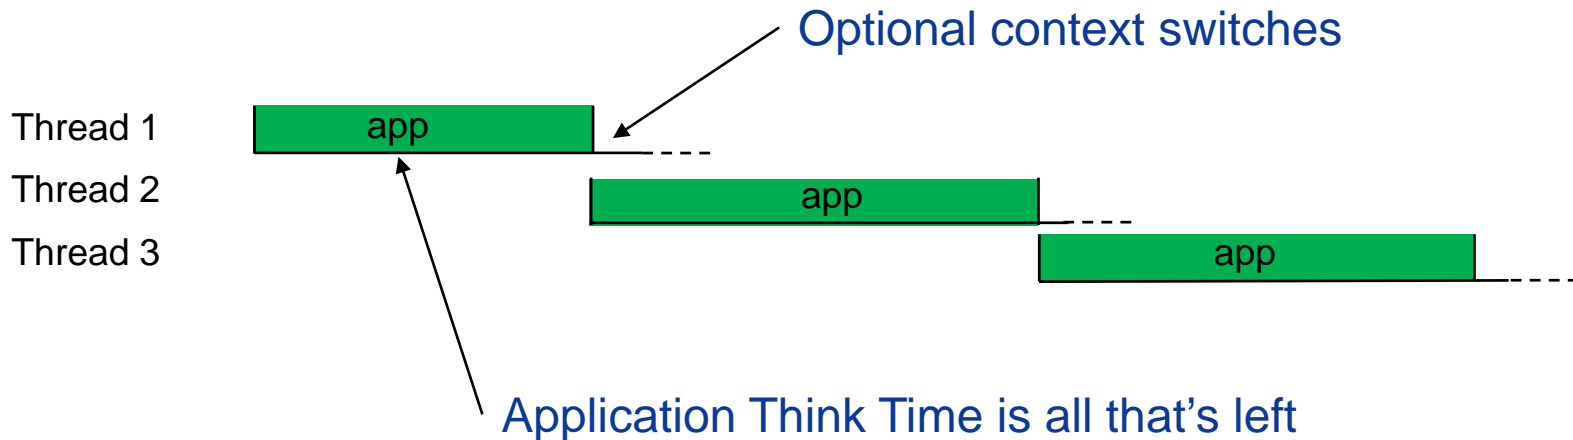 Optional context switches
Thread 1
app
Thread 2
app
Thread 3
app
Application Think Time is all that’s left